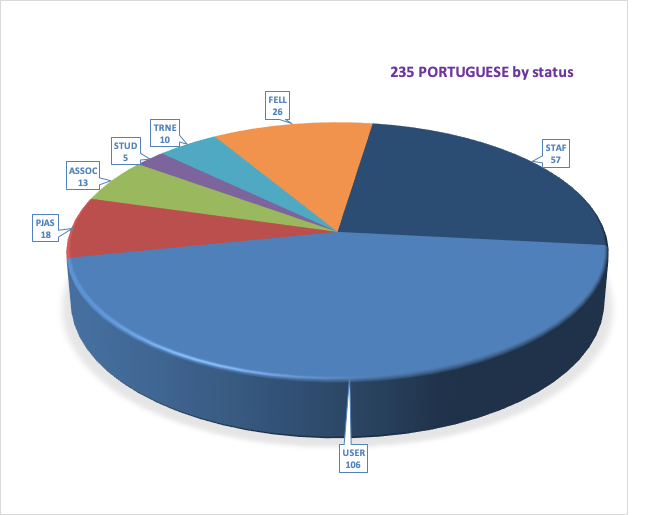 235 PORTUGUESE by status
FELL
26
TRNE
10
STUD
5
STAF
57
ASSOC
13
PJAS
18
USER
106